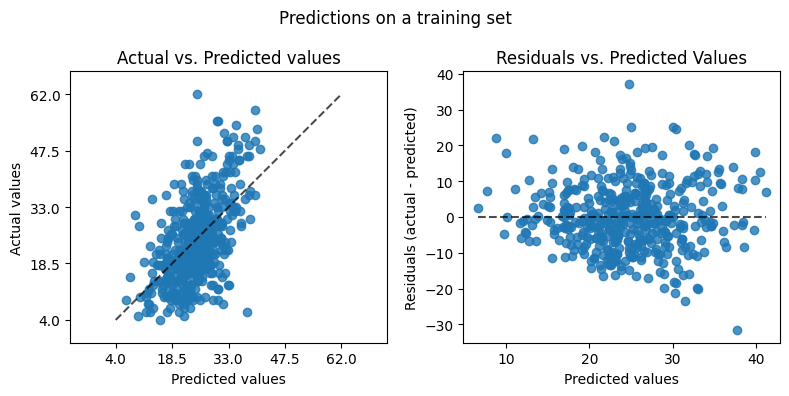 Predictions on a training set
Actual vs. Predicted values
62.0
47.5
33.0
18.5
4.0
Actual values
4.0 18.5 33.0 47.5 62.0
Predicted values
Residuals vs. Predicted Values
40
30
20
10
0
−10
−20
−30
Residuals (actual - predicted)
10 20 30 40
Predicted values